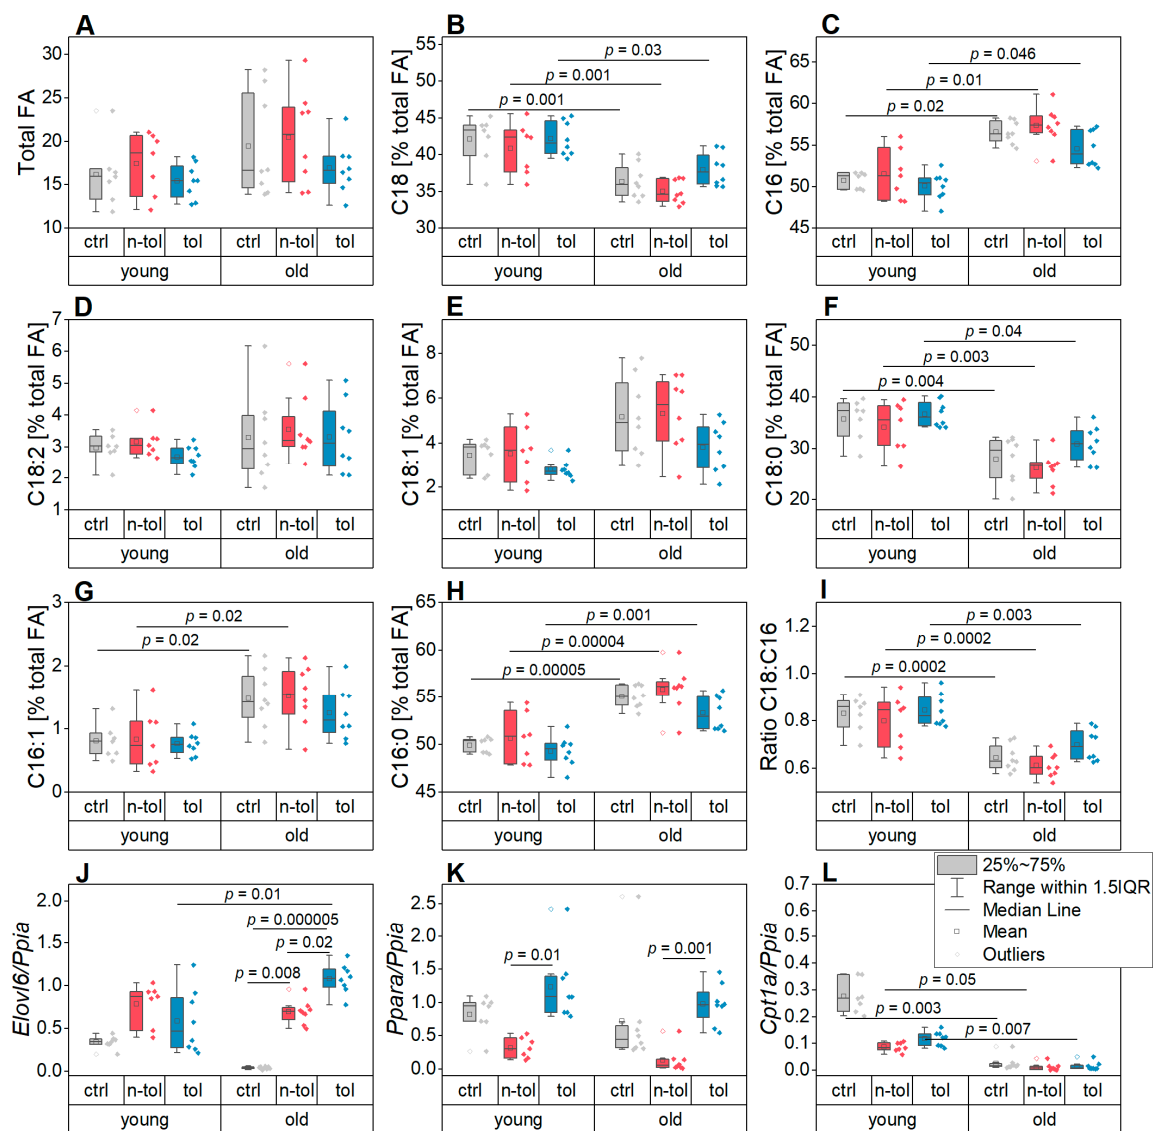 A
B
C
Total FA
30
25
20
15
10
ctrl n-tol tol ctrl n-tol tol
young old
C18 [% total FA]
55
50
45
40
35
30
p = 0.03
p = 0.001
p = 0.001
ctrl n-tol tol ctrl n-tol tol
young old
C16 [% total FA]
65
60
55
50
45
p = 0.046
p = 0.01
p = 0.02
ctrl n-tol tol ctrl n-tol tol
young old
D
E
F
C18:2 [% total FA]
7
6
5
4
3
2
1
ctrl n-tol tol ctrl n-tol tol
young old
C18:1 [% total FA]
8
6
4
2
ctrl n-tol tol ctrl n-tol tol
young old
C18:0 [% total FA]
50
40
30
20
p = 0.04
p = 0.003
p = 0.004
ctrl n-tol tol ctrl n-tol tol
young old
G
H
I
C16:1 [% total FA]
3
2
1
0
p = 0.02
p = 0.02
ctrl n-tol tol ctrl n-tol tol
young old
C16:0 [% total FA]
65
60
55
50
45
p = 0.001
p = 0.00004
p = 0.00005
ctrl n-tol tol ctrl n-tol tol
young old
Ratio C18:C16
1.2
1.0
0.8
0.6
p = 0.003
p = 0.0002
p = 0.0002
ctrl n-tol tol ctrl n-tol tol
young old
J
K
L
Elovl6/Ppia
2.0
1.5
1.0
0.5
0.0
p = 0.01
p = 0.000005
p = 0.02
p = 0.008
ctrl n-tol tol ctrl n-tol tol
young old
Ppara/Ppia
2.5
2.0
1.5
1.0
0.5
0.0
p = 0.01
p = 0.001
ctrl n-tol tol ctrl n-tol tol
young old
Cpt1a/Ppia
0.7
0.6
0.5
0.4
0.3
0.2
0.1
0.0
25%~75%
Range within 1.5IQR
Median Line
Mean
Outliers
p = 0.05
p = 0.003
p = 0.007
ctrl n-tol tol ctrl n-tol tol
young old